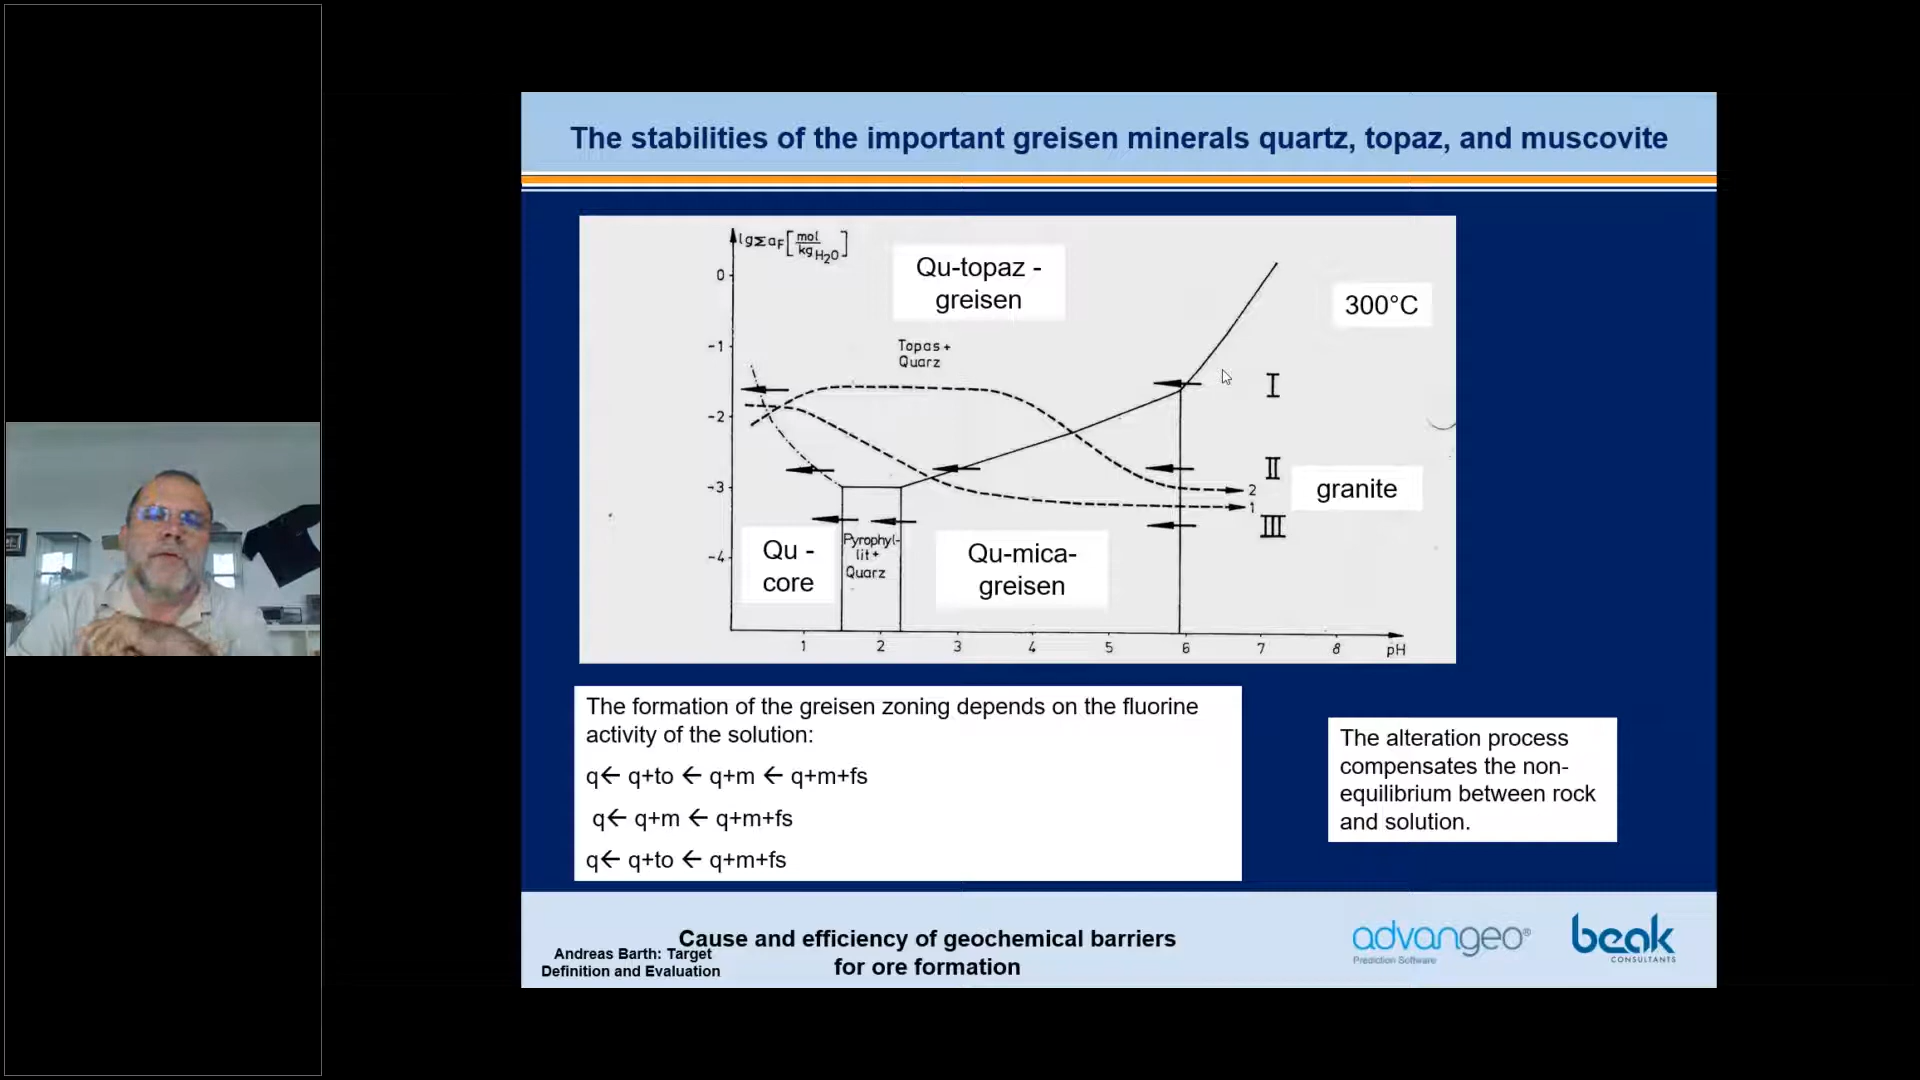 The stabilities of the important greisen minerals quartz, topaz, and muscovite
lgΣaF[mol/kgH2O]
Qu-topaz -
greisen
300°C
Topas+
Quarz
0
-1
-2
-3
-4
I
II
III
2
1
granite
Qu -
core
Pyrophyl-
lit+
Quarz
Qu-mica-
greisen
1 2 3 4 5 6 7 8 pH
The formation of the greisen zoning depends on the fluorine
activity of the solution:
q← q+to ← q+m ← q+m+fs
q← q+m ← q+m+fs
q← q+to ← q+m+fs
The alteration process
compensates the non-
equilibrium between rock
and solution.
Andreas Barth: Target
Definition and Evaluation
Cause and efficiency of geochemical barriers
for ore formation
advangeo®
Prediction Software
beak
CONSULTANTS